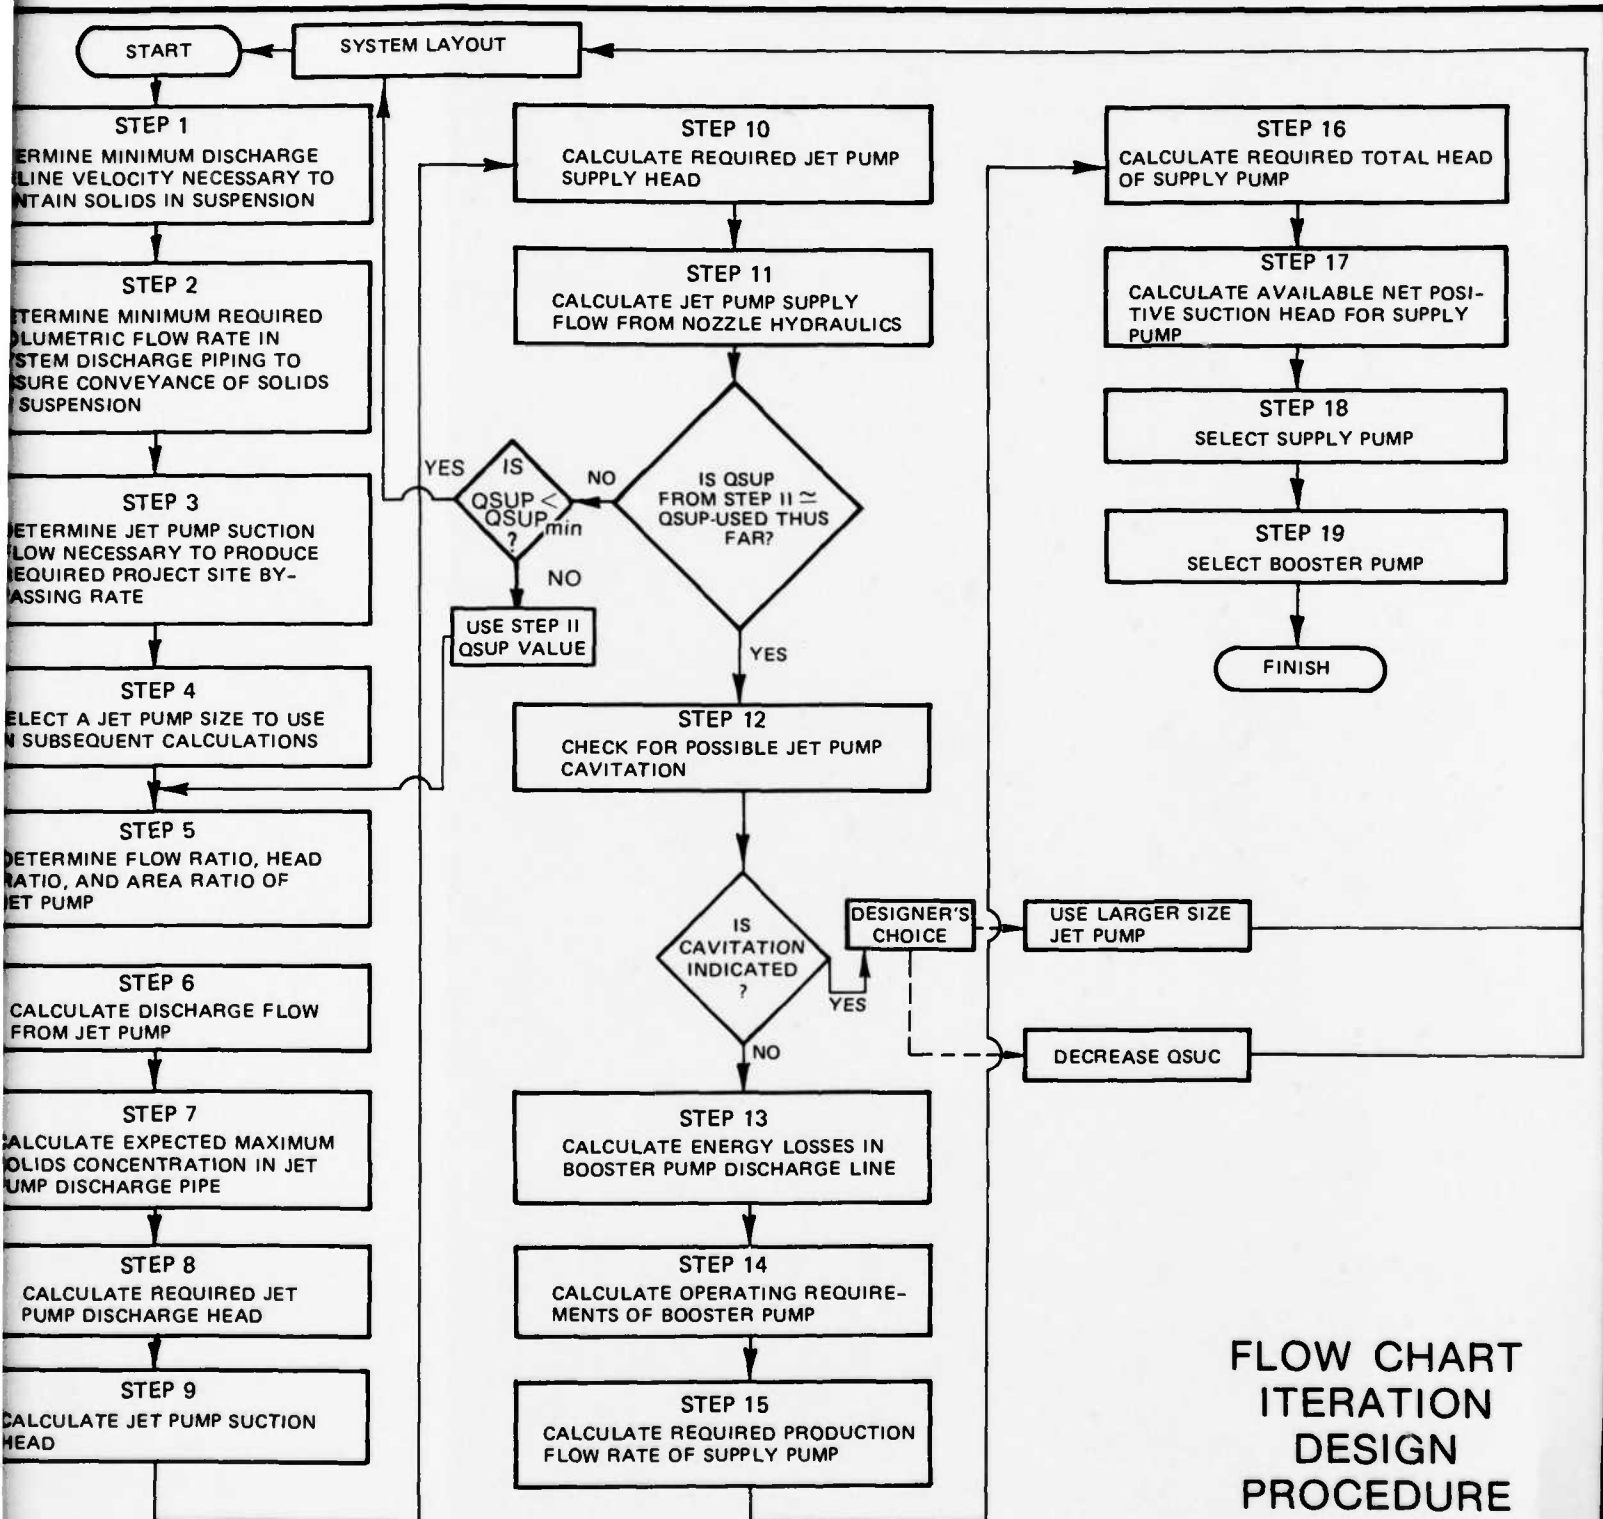 START
SYSTEM LAYOUT
STEP 1
ERMINE MINIMUM DISCHARGE
LINE VELOCITY NECESSARY TO
NTAIN SOLIDS IN SUSPENSION
STEP 2
ETERMINE MINIMUM REQUIRED
OLUMETRIC FLOW RATE IN
STEM DISCHARGE PIPING TO
SURE CONVEYANCE OF SOLIDS
SUSPENSION
STEP 3
DETERMINE JET PUMP SUCTION
LOW NECESSARY TO PRODUCE
EQUIRED PROJECT SITE BY-
ASSING RATE
STEP 4
ELECT A JET PUMP SIZE TO USE
N SUBSEQUENT CALCULATIONS
STEP 5
DETERMINE FLOW RATIO, HEAD
RATIO, AND AREA RATIO OF
JET PUMP
STEP 6
CALCULATE DISCHARGE FLOW
FROM JET PUMP
STEP 7
CALCULATE EXPECTED MAXIMUM
OLIDS CONCENTRATION IN JET
UMP DISCHARGE PIPE
STEP 8
CALCULATE REQUIRED JET
PUMP DISCHARGE HEAD
STEP 9
CALCULATE JET PUMP SUCTION
HEAD
STEP 10
CALCULATE REQUIRED JET PUMP
SUPPLY HEAD
STEP 11
CALCULATE JET PUMP SUPPLY
FLOW FROM NOZZLE HYDRAULICS
IS QSUP
FROM STEP II ≃
QSUP-USED THUS
FAR?
NO
IS
QSUP <
QSUPmin
?
YES
NO
USE STEP II
QSUP VALUE
YES
STEP 12
CHECK FOR POSSIBLE JET PUMP
CAVITATION
IS
CAVITATION
INDICATED
?
YES
DESIGNER'S
CHOICE
USE LARGER SIZE
JET PUMP
DECREASE QSUC
NO
STEP 13
CALCULATE ENERGY LOSSES IN
BOOSTER PUMP DISCHARGE LINE
STEP 14
CALCULATE OPERATING REQUIRE-
MENTS OF BOOSTER PUMP
STEP 15
CALCULATE REQUIRED PRODUCTION
FLOW RATE OF SUPPLY PUMP
STEP 16
CALCULATE REQUIRED TOTAL HEAD
OF SUPPLY PUMP
STEP 17
CALCULATE AVAILABLE NET POSI-
TIVE SUCTION HEAD FOR SUPPLY
PUMP
STEP 18
SELECT SUPPLY PUMP
STEP 19
SELECT BOOSTER PUMP
FINISH
FLOW CHART
ITERATION
DESIGN
PROCEDURE